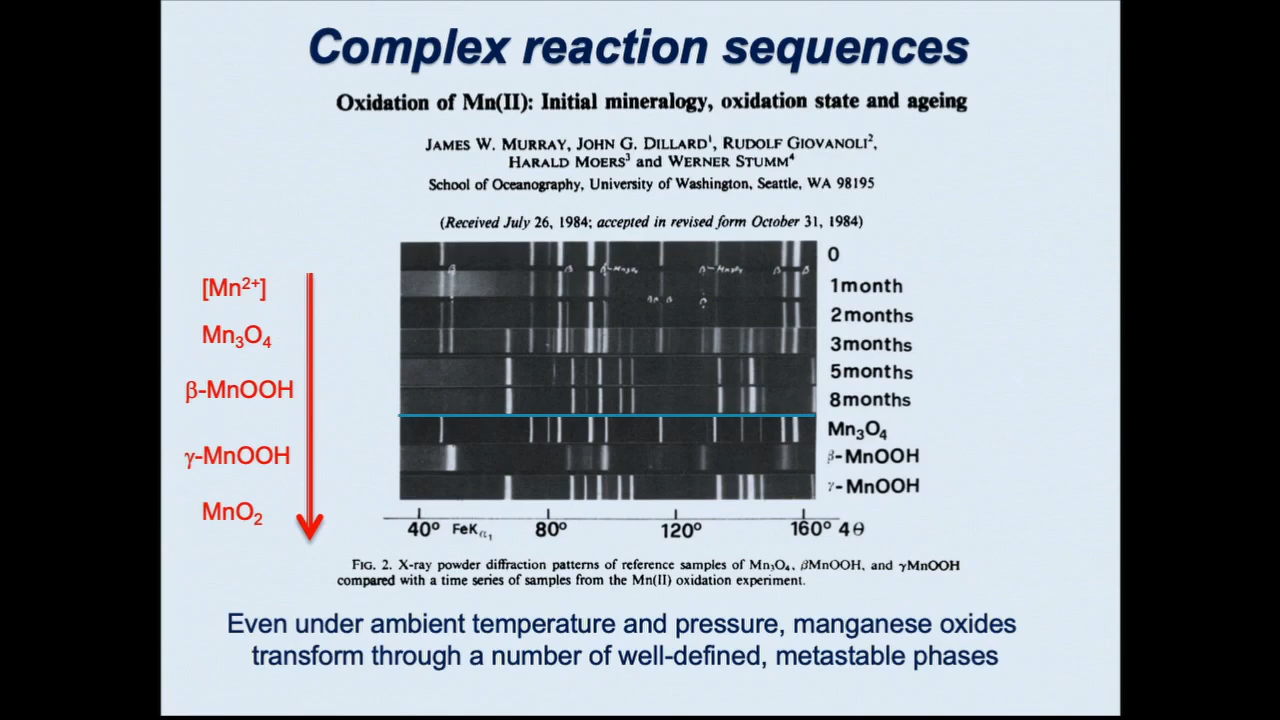 Complex reaction sequences
Oxidation of Mn(II): Initial mineralogy, oxidation state and ageing
JAMES W. MURRAY, JOHN G. DILLARD¹, RUDOLF GIOVANOLI²,
HARALD MOERS³ and WERNER STUMM⁴
School of Oceanography, University of Washington, Seattle, WA 98195
(Received July 26, 1984; accepted in revised form October 31, 1984)
[Mn²⁺]
Mn₃O₄
β-MnOOH
γ-MnOOH
MnO₂
0
1month
2months
3months
5months
8months
Mn₃O₄
β-MnOOH
γ-MnOOH
40° FeKα₁ 80° 120° 160° 4θ
FIG. 2. X-ray powder diffraction patterns of reference samples of Mn₃O₄, βMnOOH, and γMnOOH
compared with a time series of samples from the Mn(II) oxidation experiment.
Even under ambient temperature and pressure, manganese oxides
transform through a number of well-defined, metastable phases